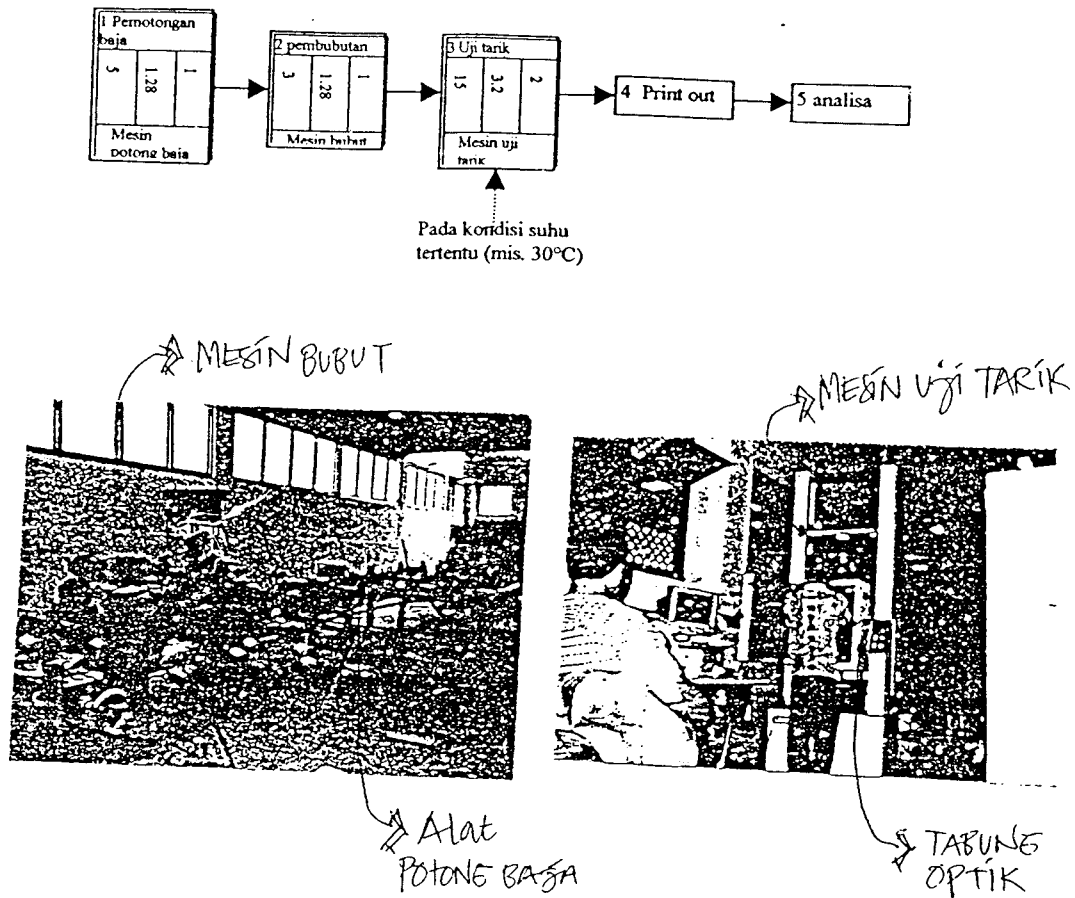 1 Pemotongan
baja
5
1.28
1
Mesin
potong baja
2 pembubutan
3
1.28
1
Mesin bubut
3 Uji tarik
15
3.2
2
Mesin uji
tarik
4 Print out
5 analisa
Pada kondisi suhu
tertentu (mis. 30°C)
MESIN BUBUT
MESIN UJI TARIK
Alat
POTONG BAJA
TABUNG
OPTIK